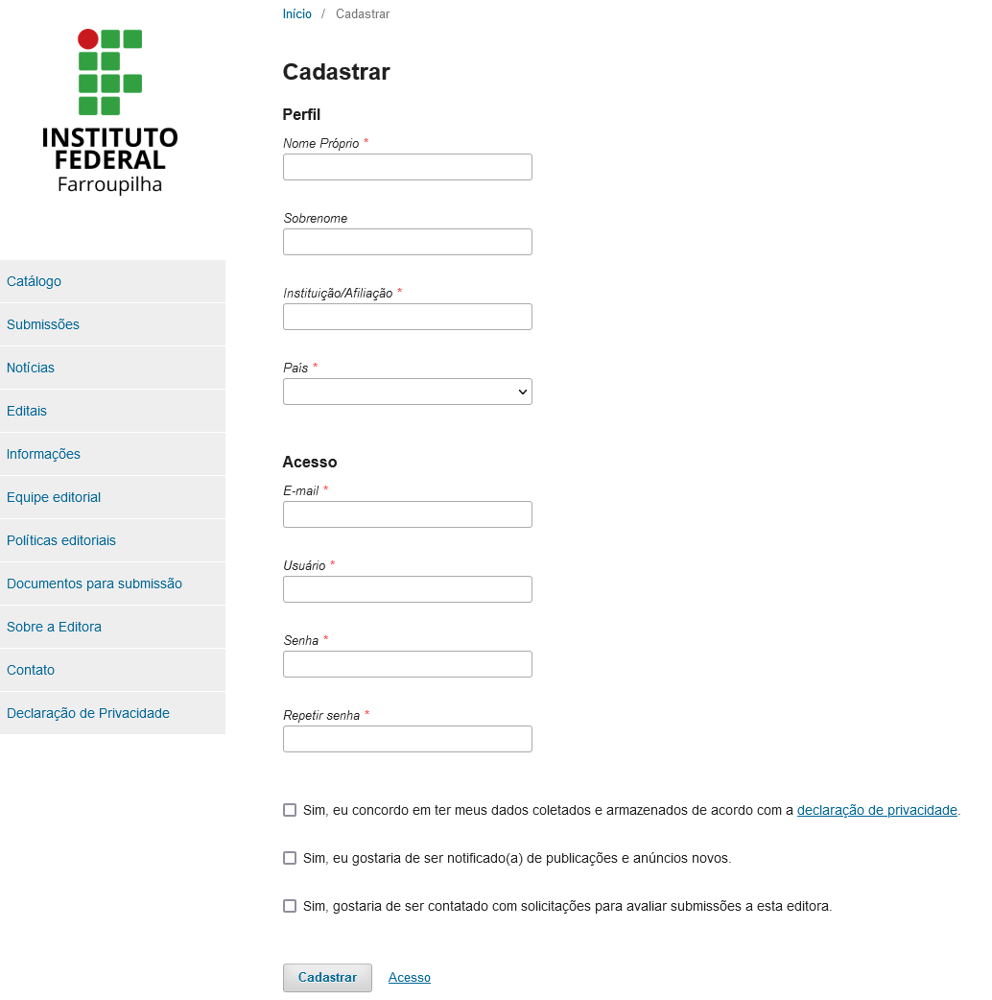 INSTITUTO
FEDERAL
Farroupilha
Catálogo
Submissões
Notícias
Editais
Informações
Equipe editorial
Políticas editoriais
Documentos para submissão
Sobre a Editora
Contato
Declaração de Privacidade
Início / Cadastrar
Cadastrar
Perfil
Nome Próprio *
Sobrenome
Instituição/Afiliação *
País *
Acesso
E-mail *
Usuário *
Senha *
Repetir senha *
Sim, eu concordo em ter meus dados coletados e armazenados de acordo com a declaração de privacidade.
Sim, eu gostaria de ser notificado(a) de publicações e anúncios novos.
Sim, gostaria de ser contatado com solicitações para avaliar submissões a esta editora.
Cadastrar Acesso